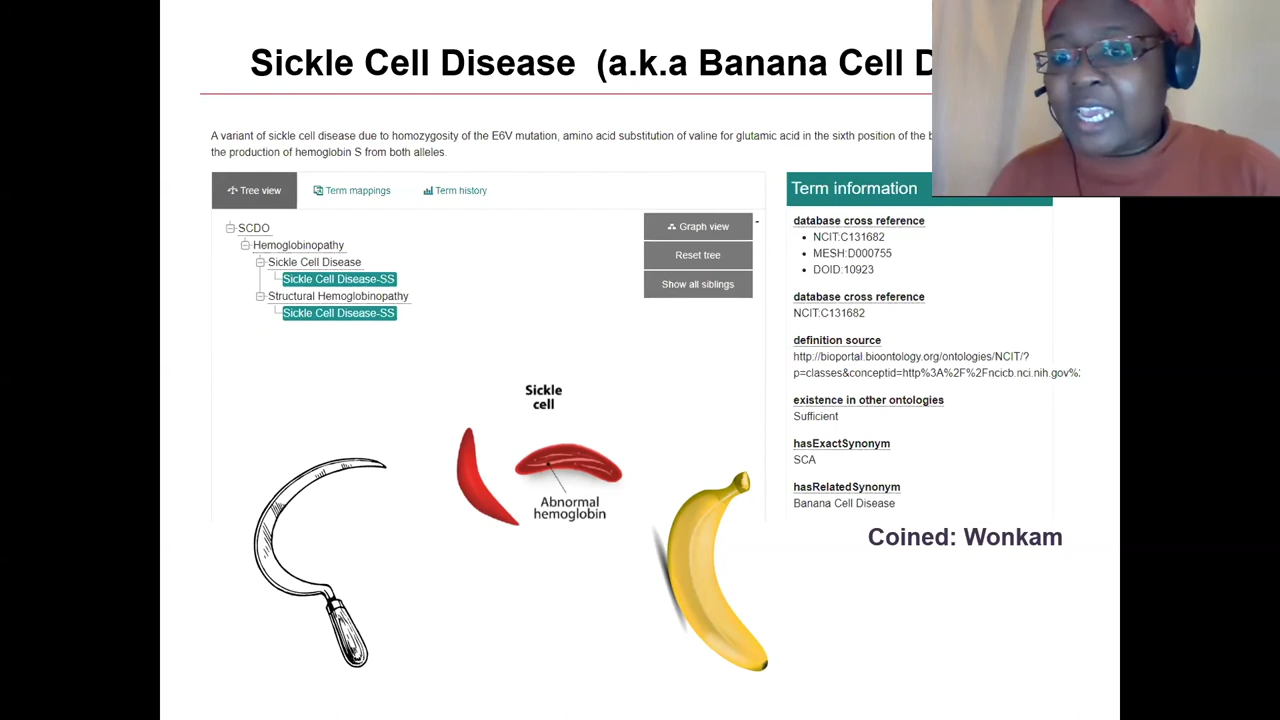 Sickle Cell Disease (a.k.a Banana Cell
A variant of sickle cell disease due to homozygosity of the E6V mutation, amino acid substitution of valine for glutamic acid in the sixth position of the
the production of hemoglobin S from both alleles.
Tree view
Term mappings
Term history
SCDO
Hemoglobinopathy
Sickle Cell Disease
Sickle Cell Disease-SS
Structural Hemoglobinopathy
Sickle Cell Disease-SS
Graph view
Reset tree
Show all siblings
Term information
database cross reference
NCIT:C131682
MESH:D000755
DOID:10923
database cross reference
NCIT:C131682
definition source
http://bioportal.bioontology.org/ontologies/NCIT/?
p=classes&conceptid=http%3A%2F%2Fncicb.nci.nih.gov%
existence in other ontologies
Sufficient
hasExactSynonym
SCA
hasRelatedSynonym
Banana Cell Disease
Sickle
cell
Abnormal
hemoglobin
Coined: Wonkam